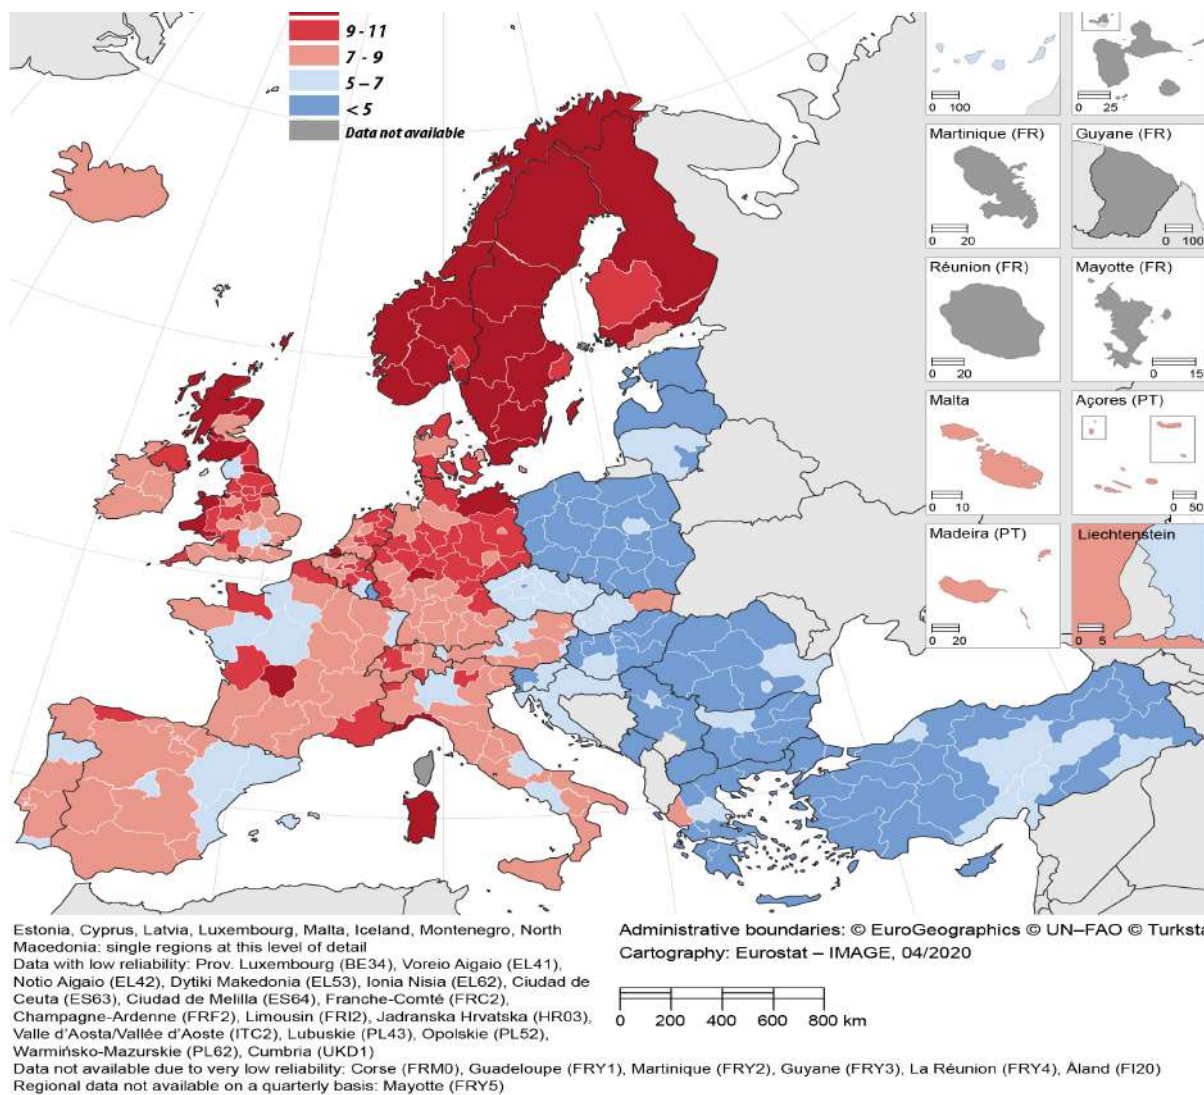 9 - 11
7 - 9
5 – 7
< 5
Data not available
0 100
0 25
Martinique (FR)
0 20
Guyane (FR)
0 100
Réunion (FR)
0 20
Mayotte (FR)
0 15
Malta
0 10
Açores (PT)
0 50
Madeira (PT)
0 20
Liechtenstein
0 5
Estonia, Cyprus, Latvia, Luxembourg, Malta, Iceland, Montenegro, North
Macedonia: single regions at this level of detail
Data with low reliability: Prov. Luxembourg (BE34), Voreio Aigaio (EL41),
Notio Aigaio (EL42), Dytiki Makedonia (EL53), Ionia Nisia (EL62), Ciudad de
Ceuta (ES63), Ciudad de Melilla (ES64), Franche-Comté (FRC2),
Champagne-Ardenne (FRF2), Limousin (FRI2), Jadranska Hrvatska (HR03),
Valle d'Aosta/Vallée d'Aoste (ITC2), Lubuskie (PL43), Opolskie (PL52),
Warmińsko-Mazurskie (PL62), Cumbria (UKD1)
Data not available due to very low reliability: Corse (FRM0), Guadeloupe (FRY1), Martinique (FRY2), Guyane (FRY3), La Réunion (FRY4), Åland (FI20)
Regional data not available on a quarterly basis: Mayotte (FRY5)
Administrative boundaries: © EuroGeographics © UN–FAO © Turksta
Cartography: Eurostat – IMAGE, 04/2020
0 200 400 600 800 km